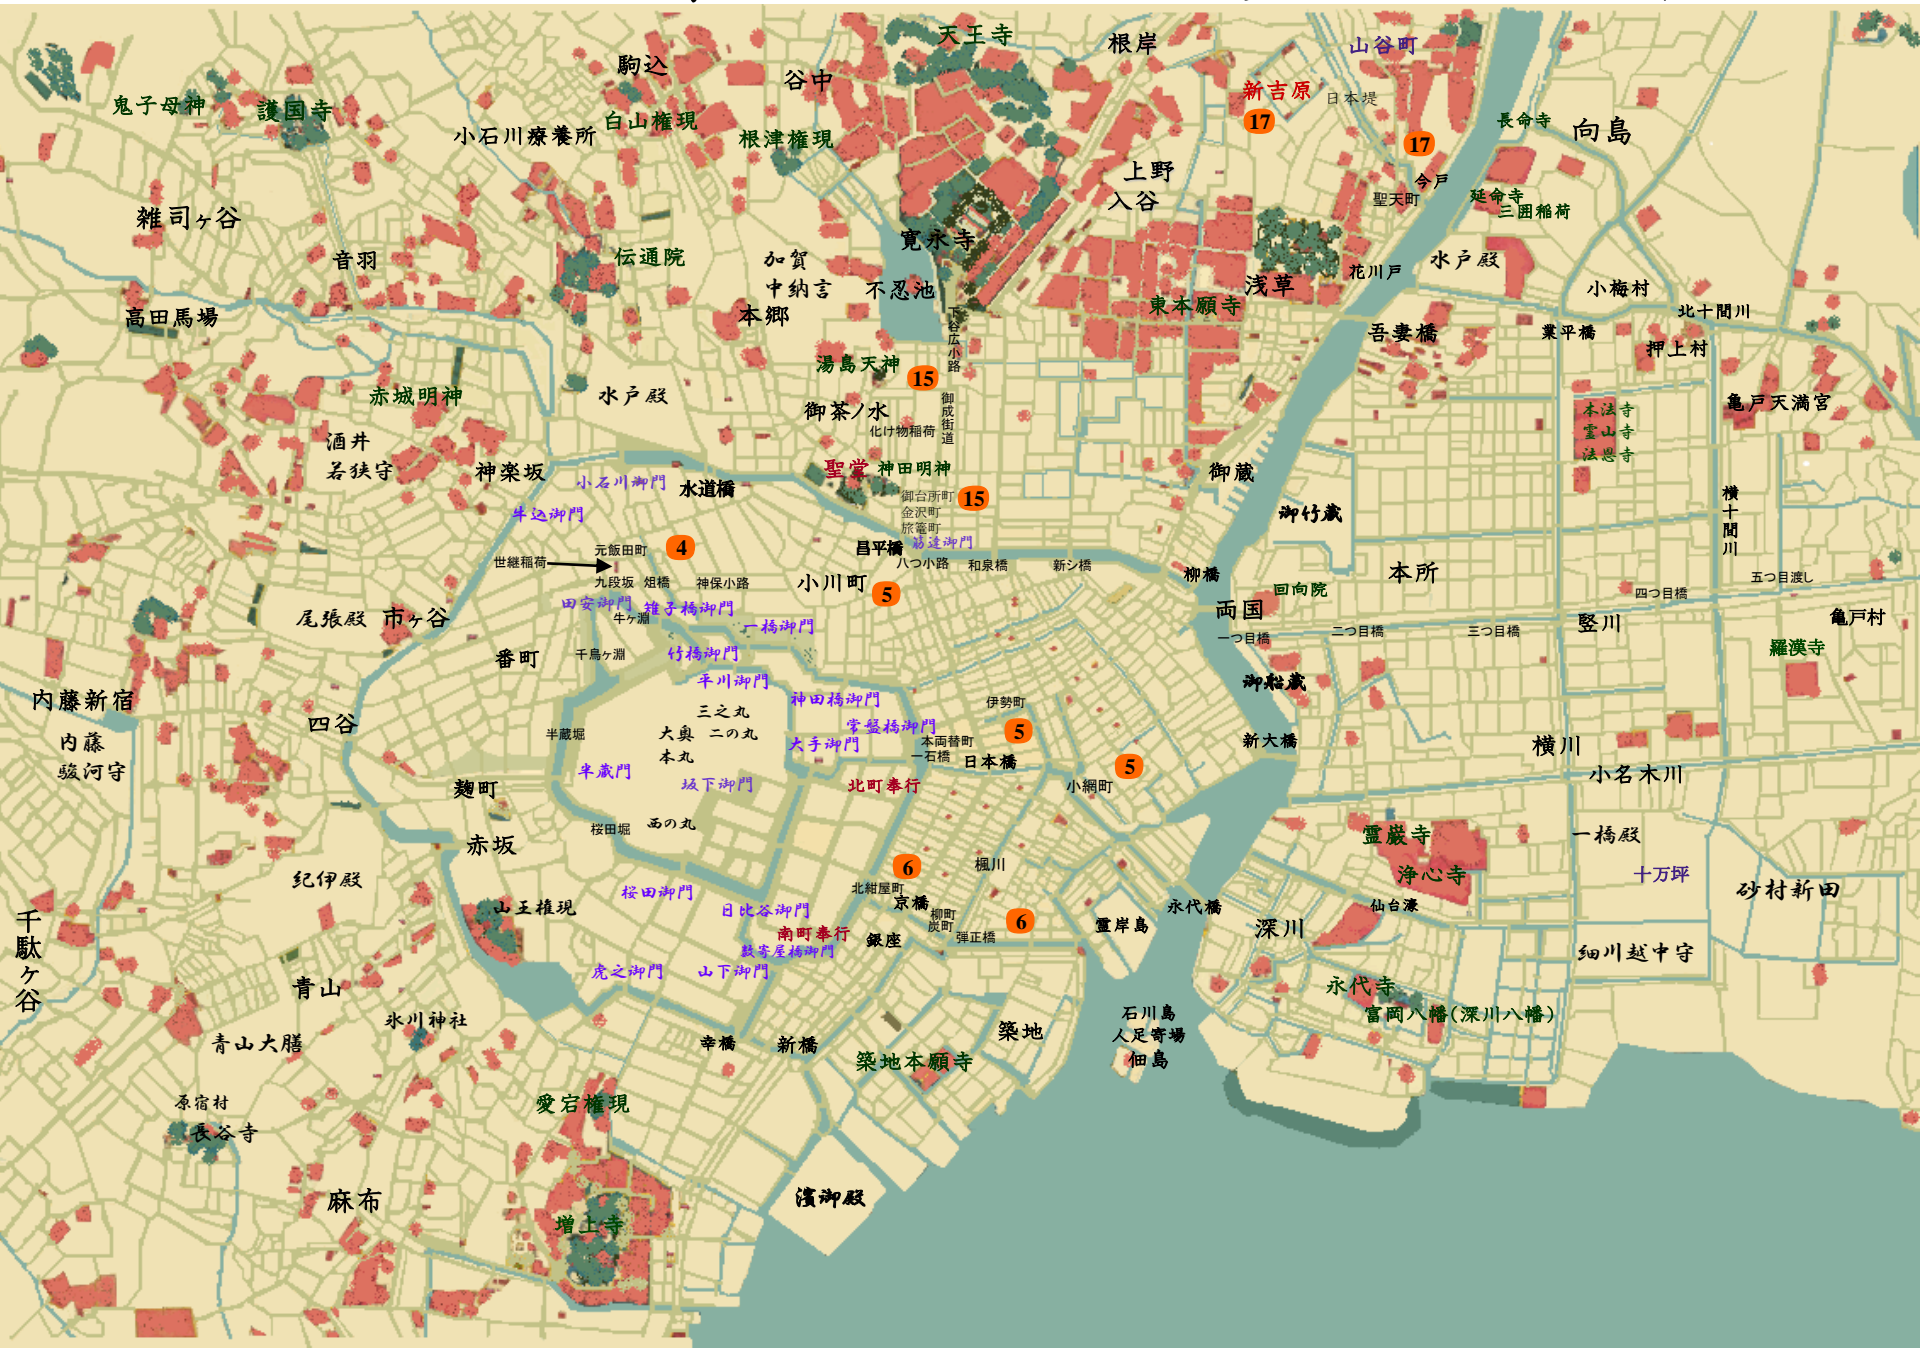 天王寺
根岸
山谷町
駒込
谷中
新吉原
日本堤
17
17
鬼子母神
護国寺
小石川療養所
白山権現
根津権現
長命寺
向島
上野
入谷
今戸
聖天町
延命寺
三囲稲荷
雑司ヶ谷
音羽
伝通院
寛永寺
加賀
中納言
不忍池
本郷
浅草
花川戸
水戸殿
東本願寺
小梅村
北十間川
高田馬場
下谷広小路
吾妻橋
業平橋
押上村
湯島天神
15
赤城明神
水戸殿
御茶ノ水
御成街道
化け物稲荷
亀戸天満宮
本法寺
霊山寺
法恩寺
酒井
若狭守
神楽坂
小石川御門
水道橋
聖堂
神田明神
御蔵
牛込御門
御台所町
金沢町
旅篭町
15
筋違御門
昌平橋
御竹蔵
横十間川
世継稲荷
元飯田町
4
九段坂
俎橋
神保小路
小川町
5
八つ小路
和泉橋
新シ橋
柳橋
本所
回向院
五つ目渡し
四つ目橋
両国
一つ目橋
二つ目橋
三つ目橋
竪川
亀戸村
羅漢寺
尾張殿
市ヶ谷
田安御門
雉子橋御門
牛ヶ淵
一橋御門
番町
千鳥ヶ淵
竹橋御門
平川御門
神田橋御門
御船蔵
内藤新宿
内藤
駿河守
四谷
半蔵堀
三之丸
大奥
二の丸
本丸
常盤橋御門
大手御門
伊勢町
5
本両替町
一石橋
日本橋
新大橋
横川
小名木川
半蔵門
坂下御門
北町奉行
5
小網町
麹町
桜田堀
西の丸
赤坂
霊巌寺
一橋殿
浄心寺
十万坪
砂村新田
紀伊殿
6
楓川
山王権現
桜田御門
日比谷御門
北紺屋町
京橋
柳町
炭町
6
霊岸島
永代橋
仙台濠
深川
南町奉行
数寄屋橋御門
銀座
弾正橋
細川越中守
千駄ヶ谷
虎之御門
山下御門
青山
永代寺
富岡八幡(深川八幡)
氷川神社
青山大膳
幸橋
新橋
築地
石川島
人足寄場
佃島
築地本願寺
原宿村
長谷寺
愛宕権現
麻布
増上寺
濱御殿